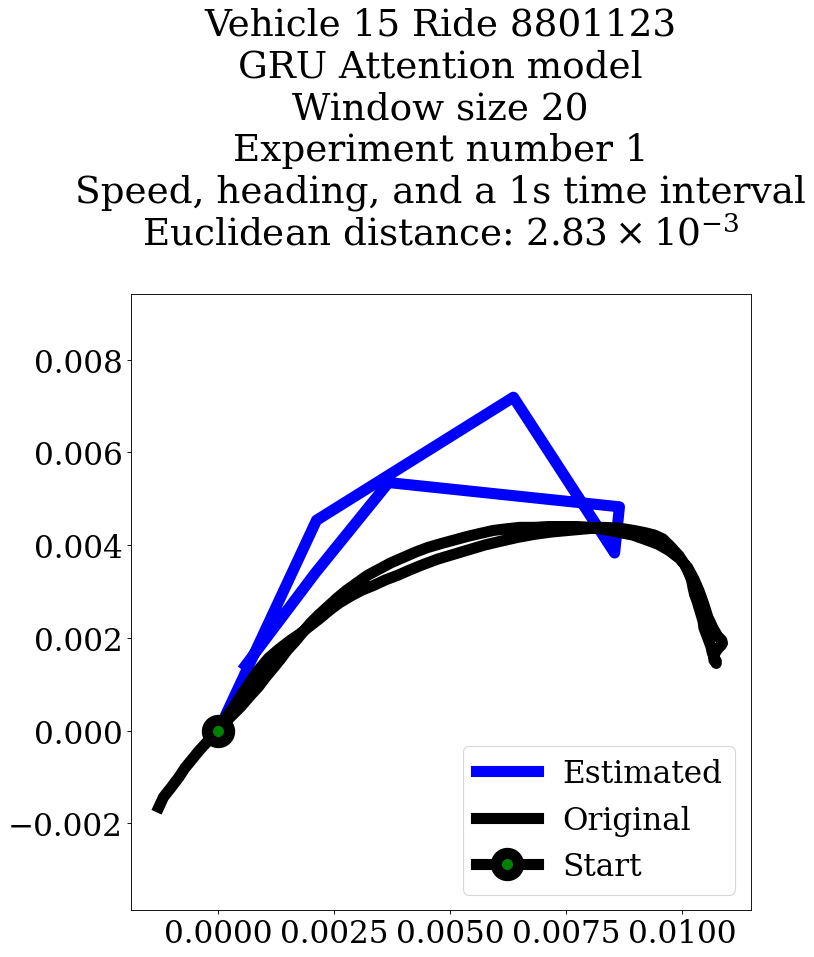 Vehicle 15 Ride 8801123
GRU Attention model
Window size 20
Experiment number 1
Speed, heading, and a 1s time interval
Euclidean distance: 2.83 × 10⁻³
0.008
0.006
0.004
0.002
0.000
−0.002
Estimated
Original
Start
0.0000 0.0025 0.0050 0.0075 0.0100